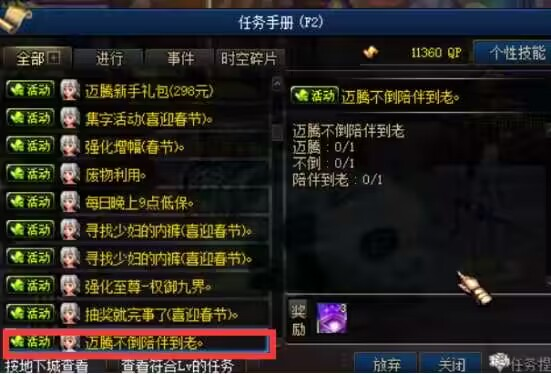 任务手册(F2)
全部
进行
事件
时空碎片
11360 QP
个性技能
活动 迈腾新手礼包(298元)
活动 集字活动(喜迎春节)。
活动 强化增幅(春节)。
活动 废物利用。
活动 每日晚上9点低保。
活动 寻找少妇的内裤(喜迎春节)。
活动 寻找少妇的内裤(喜迎春节)。
活动 强化至尊-权御九界。
活动 抽奖就完事了(喜迎春节)。
活动 迈腾不倒陪伴到老。
活动 迈腾不倒陪伴到老。
迈腾不倒陪伴到老
迈腾：0/1
不倒：0/1
陪伴到老：0/1
奖励
3
按地下城查看
查看符合Lv的任务
放弃
关闭
任务提